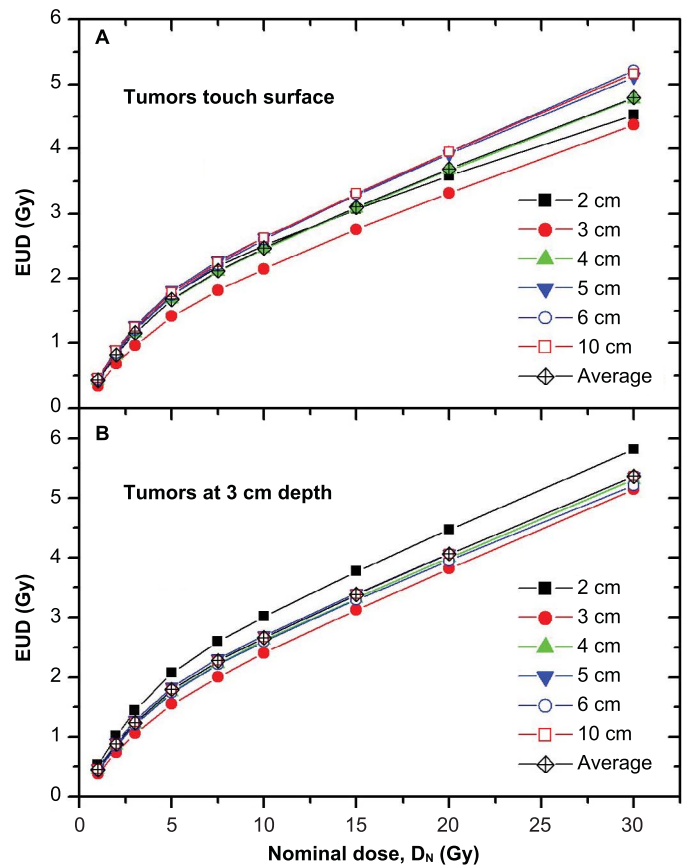 A
Tumors touch surface
EUD (Gy)
6
5
4
3
2
1
0
2 cm
3 cm
4 cm
5 cm
6 cm
10 cm
Average
B
Tumors at 3 cm depth
EUD (Gy)
6
5
4
3
2
1
0
2 cm
3 cm
4 cm
5 cm
6 cm
10 cm
Average
0 5 10 15 20 25 30
Nominal dose, DN (Gy)